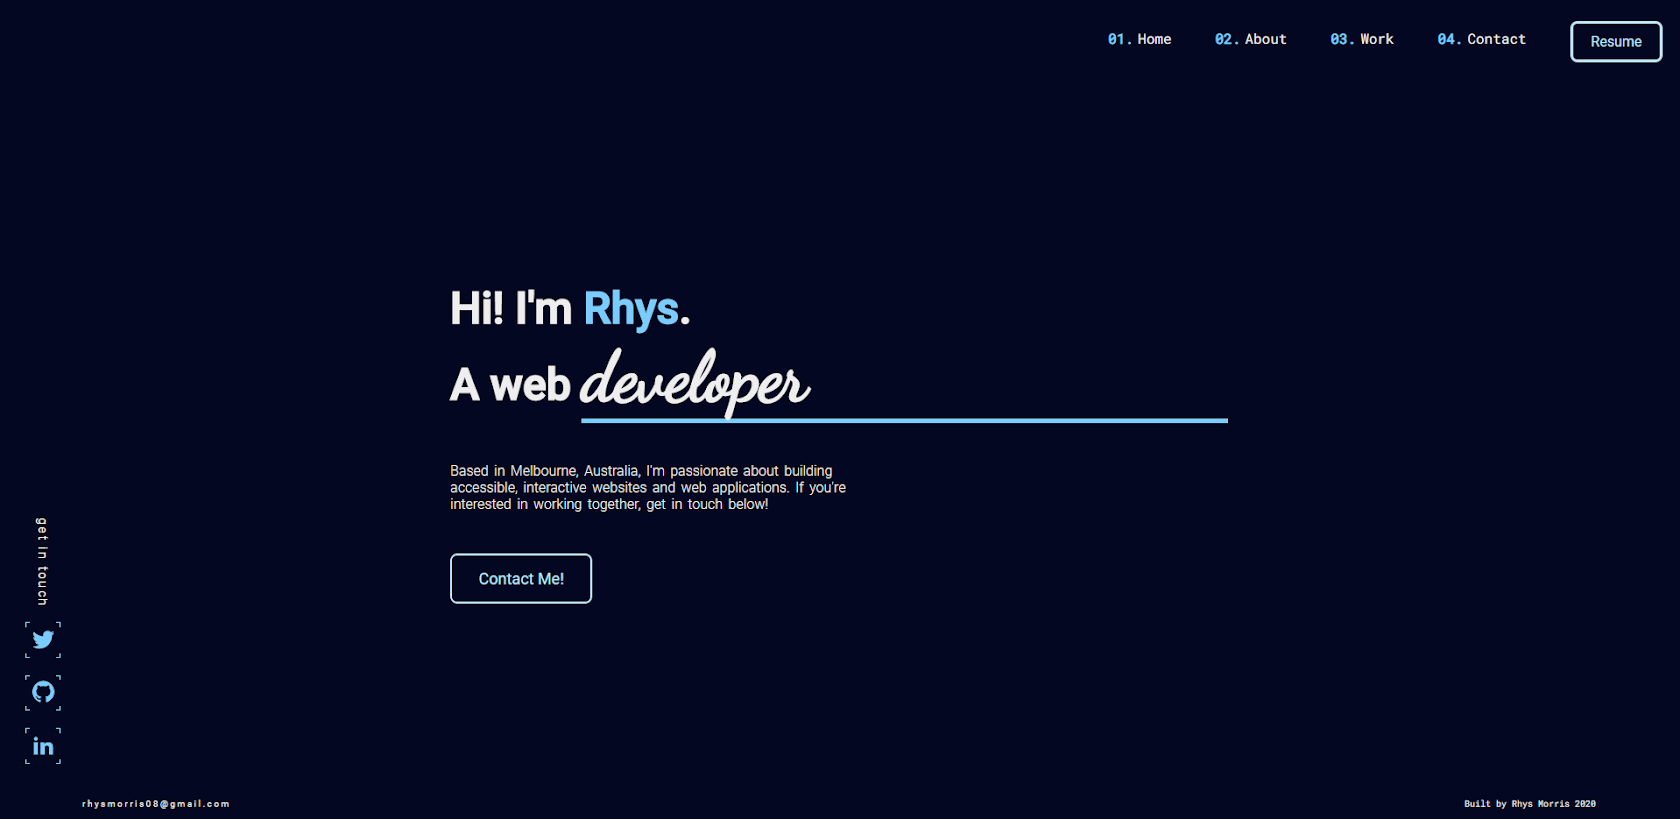 01. Home
02. About
03. Work
04. Contact
Resume
Hi! I'm Rhys.
A web developer
Based in Melbourne, Australia, I'm passionate about building
accessible, interactive websites and web applications. If you're
interested in working together, get in touch below!
Contact Me!
get in touch
in
rhysmorris08@gmail.com
Built by Rhys Morris 2020